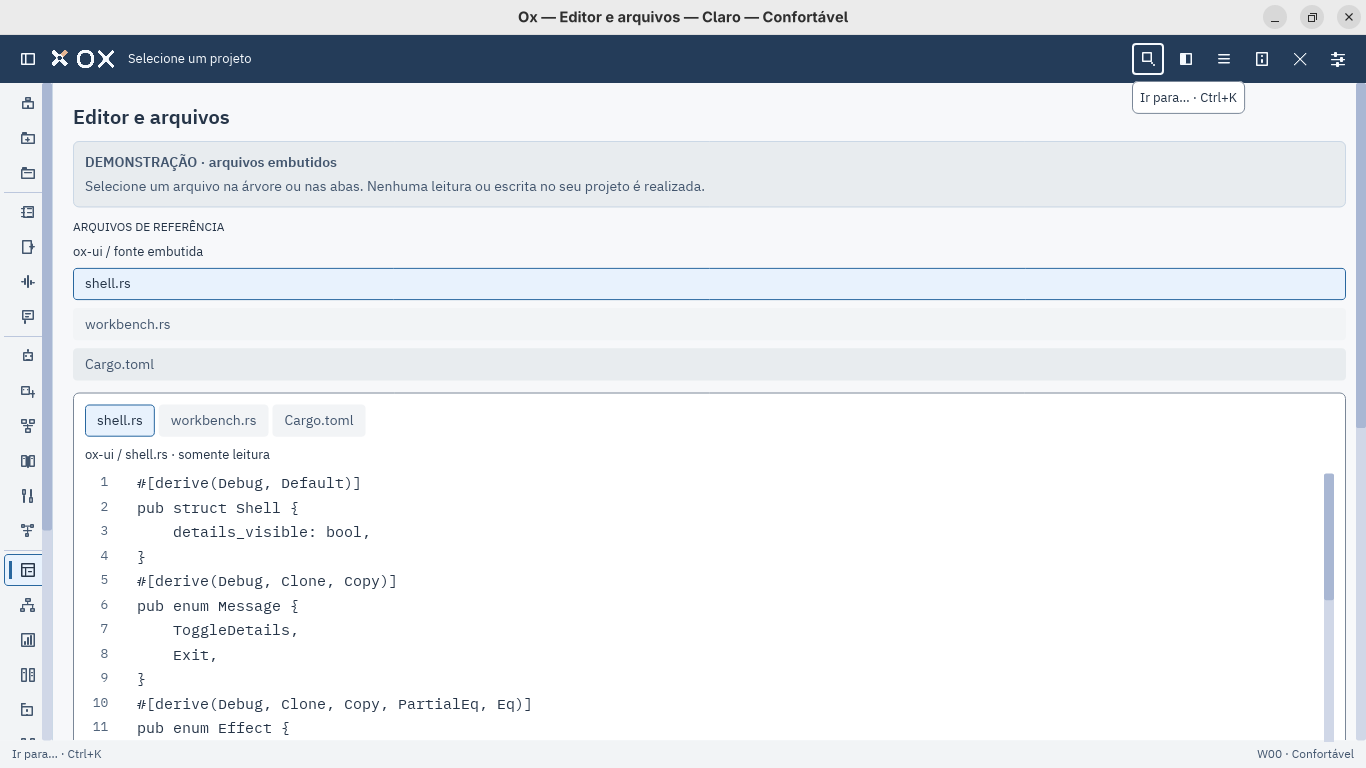 Ox — Editor e arquivos — Claro — Confortável
OX
Selecione um projeto
Ir para... · Ctrl+K
Editor e arquivos
DEMONSTRAÇÃO · arquivos embutidos
Selecione um arquivo na árvore ou nas abas. Nenhuma leitura ou escrita no seu projeto é realizada.
ARQUIVOS DE REFERÊNCIA
ox-ui / fonte embutida
shell.rs
workbench.rs
Cargo.toml
shell.rs workbench.rs Cargo.toml
ox-ui / shell.rs · somente leitura
1 #[derive(Debug, Default)]
2 pub struct Shell {
3     details_visible: bool,
4 }
5 #[derive(Debug, Clone, Copy)]
6 pub enum Message {
7     ToggleDetails,
8     Exit,
9 }
10 #[derive(Debug, Clone, Copy, PartialEq, Eq)]
11 pub enum Effect {
Ir para... · Ctrl+K
W00 · Confortável